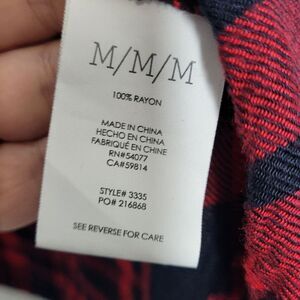 M/M/M
100% RAYON
MADE IN CHINA
HECHO EN CHINA
FABRIQUÉ EN CHINE
RN#54077
CA#59814
STYLE# 3335
PO# 216868
SEE REVERSE FOR CARE